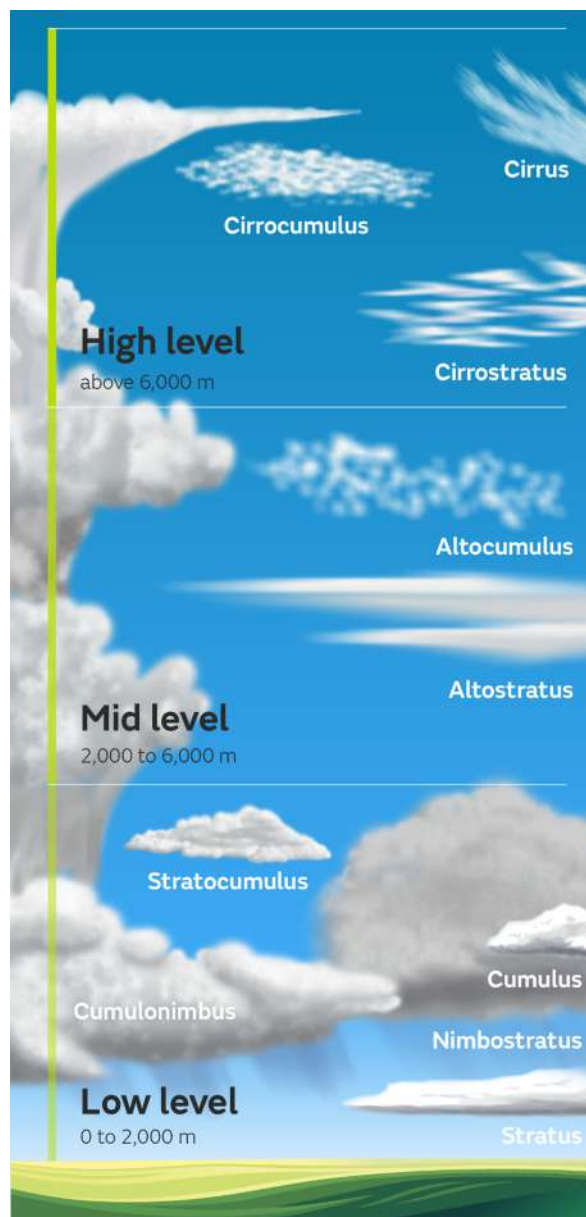 Cirrus
Cirrocumulus
High level
above 6,000 m
Cirrostratus
Altocumulus
Altostratus
Mid level
2,000 to 6,000 m
Stratocumulus
Cumulus
Cumulonimbus
Nimbostratus
Low level
0 to 2,000 m
Stratus